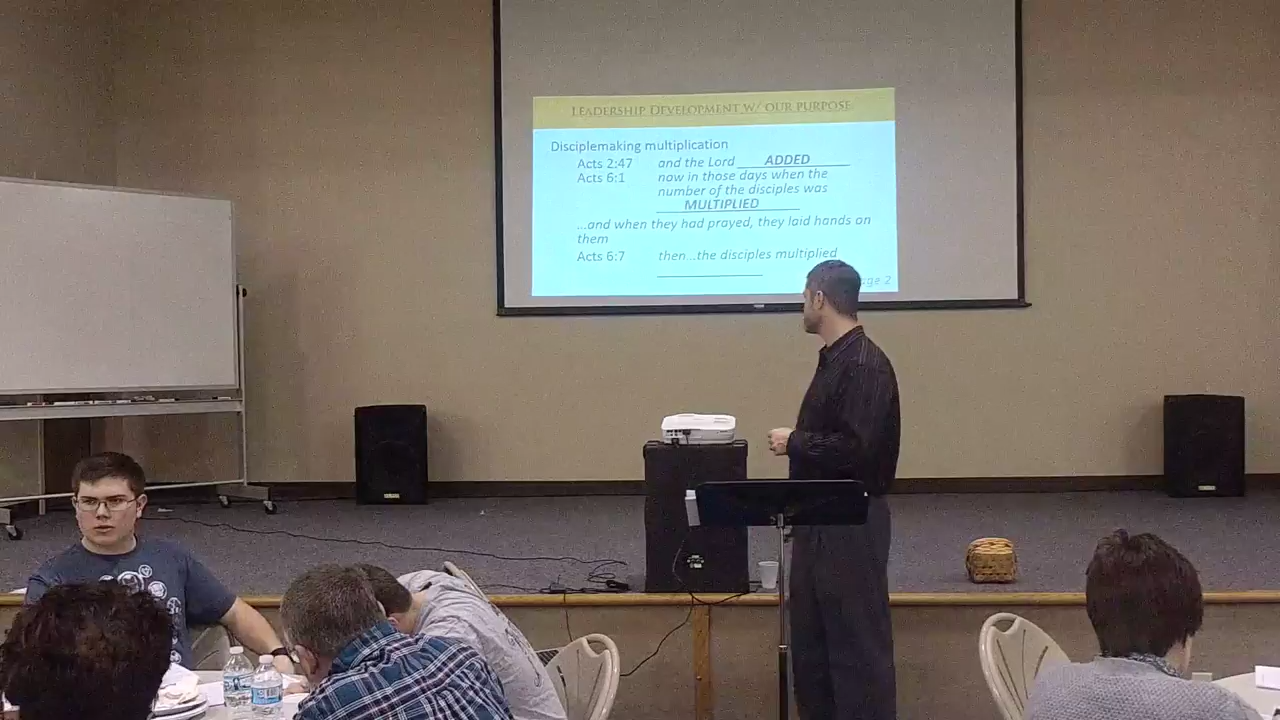 LEADERSHIP DEVELOPMENT W/ OUR PURPOSE
Disciplemaking multiplication
Acts 2:47 and the Lord ADDED
Acts 6:1 now in those days when the
number of the disciples was
MULTIPLIED
...and when they had prayed, they laid hands on
them
Acts 6:7 then...the disciples multiplied
2